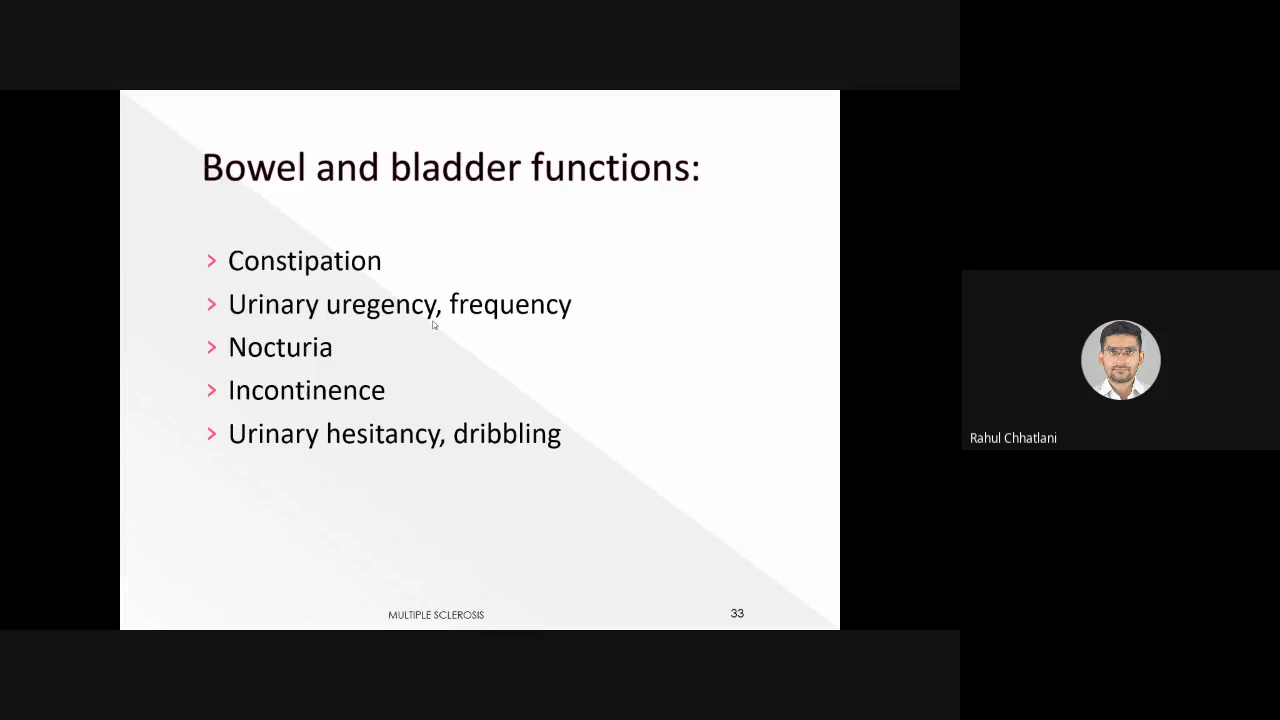 Bowel and bladder functions:
› Constipation
› Urinary uregency, frequency
› Nocturia
› Incontinence
› Urinary hesitancy, dribbling
MULTIPLE SCLEROSIS
33
Rahul Chhatlani